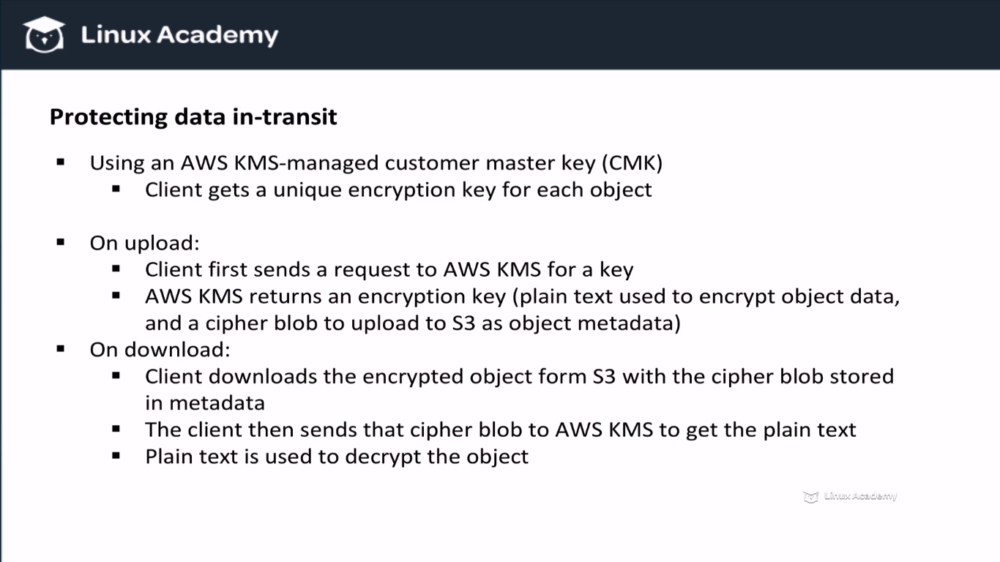 Linux Academy
Protecting data in-transit
▪ Using an AWS KMS-managed customer master key (CMK)
▪ Client gets a unique encryption key for each object
▪ On upload:
▪ Client first sends a request to AWS KMS for a key
▪ AWS KMS returns an encryption key (plain text used to encrypt object data,
and a cipher blob to upload to S3 as object metadata)
▪ On download:
▪ Client downloads the encrypted object form S3 with the cipher blob stored
in metadata
▪ The client then sends that cipher blob to AWS KMS to get the plain text
▪ Plain text is used to decrypt the object
Linux Academy